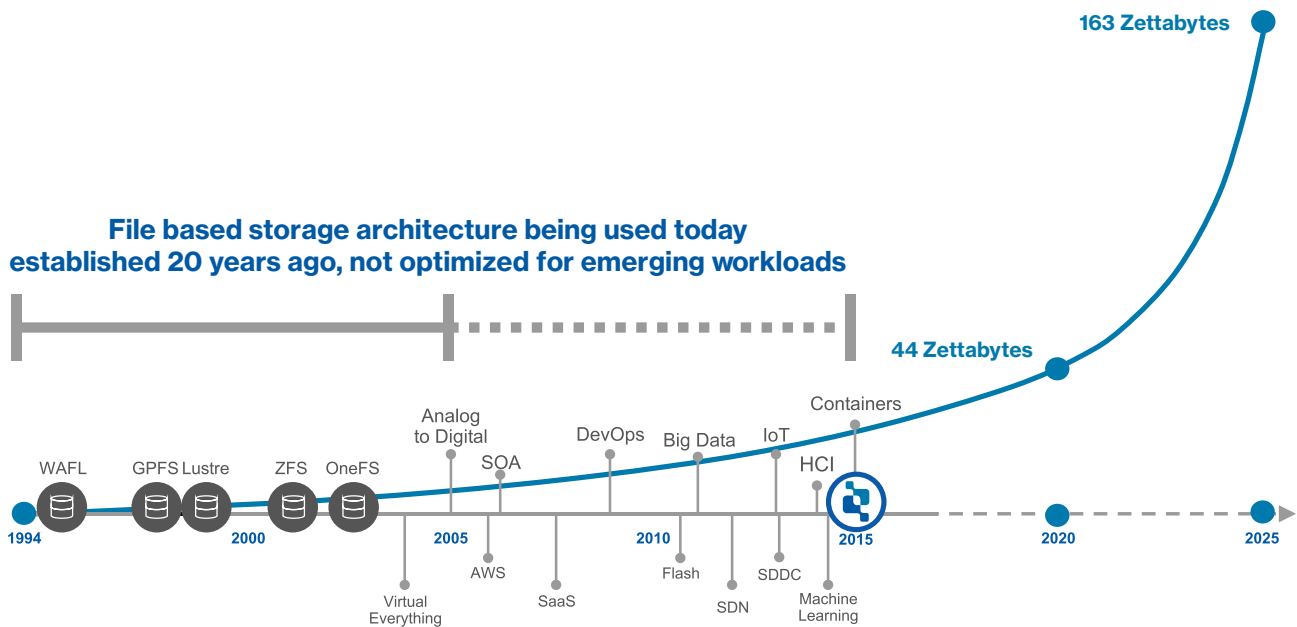 163 Zettabytes
File based storage architecture being used today
established 20 years ago, not optimized for emerging workloads
44 Zettabytes
Containers
Analog
to Digital
DevOps
Big Data
IoT
SOA
HCI
WAFL
GPFS
Lustre
ZFS
OneFS
1994
2000
2005
2010
2015
2020
2025
AWS
Flash
SDDC
Virtual
Everything
SaaS
SDN
Machine
Learning